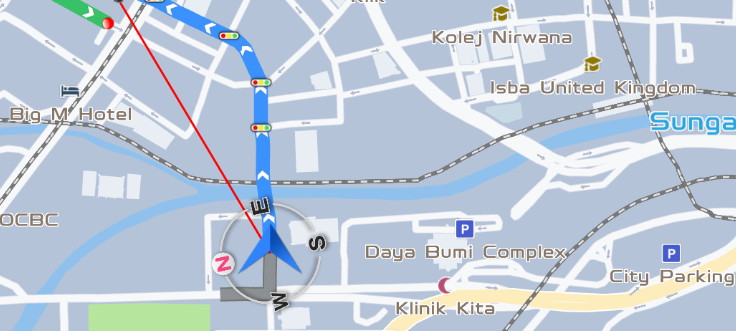 Kolej Nirwana
Isba United Kingdom
Big M Hotel
Sunga
OCBC
E
S
N
W
P
Daya Bumi Complex
P
City Parking
Klinik Kita